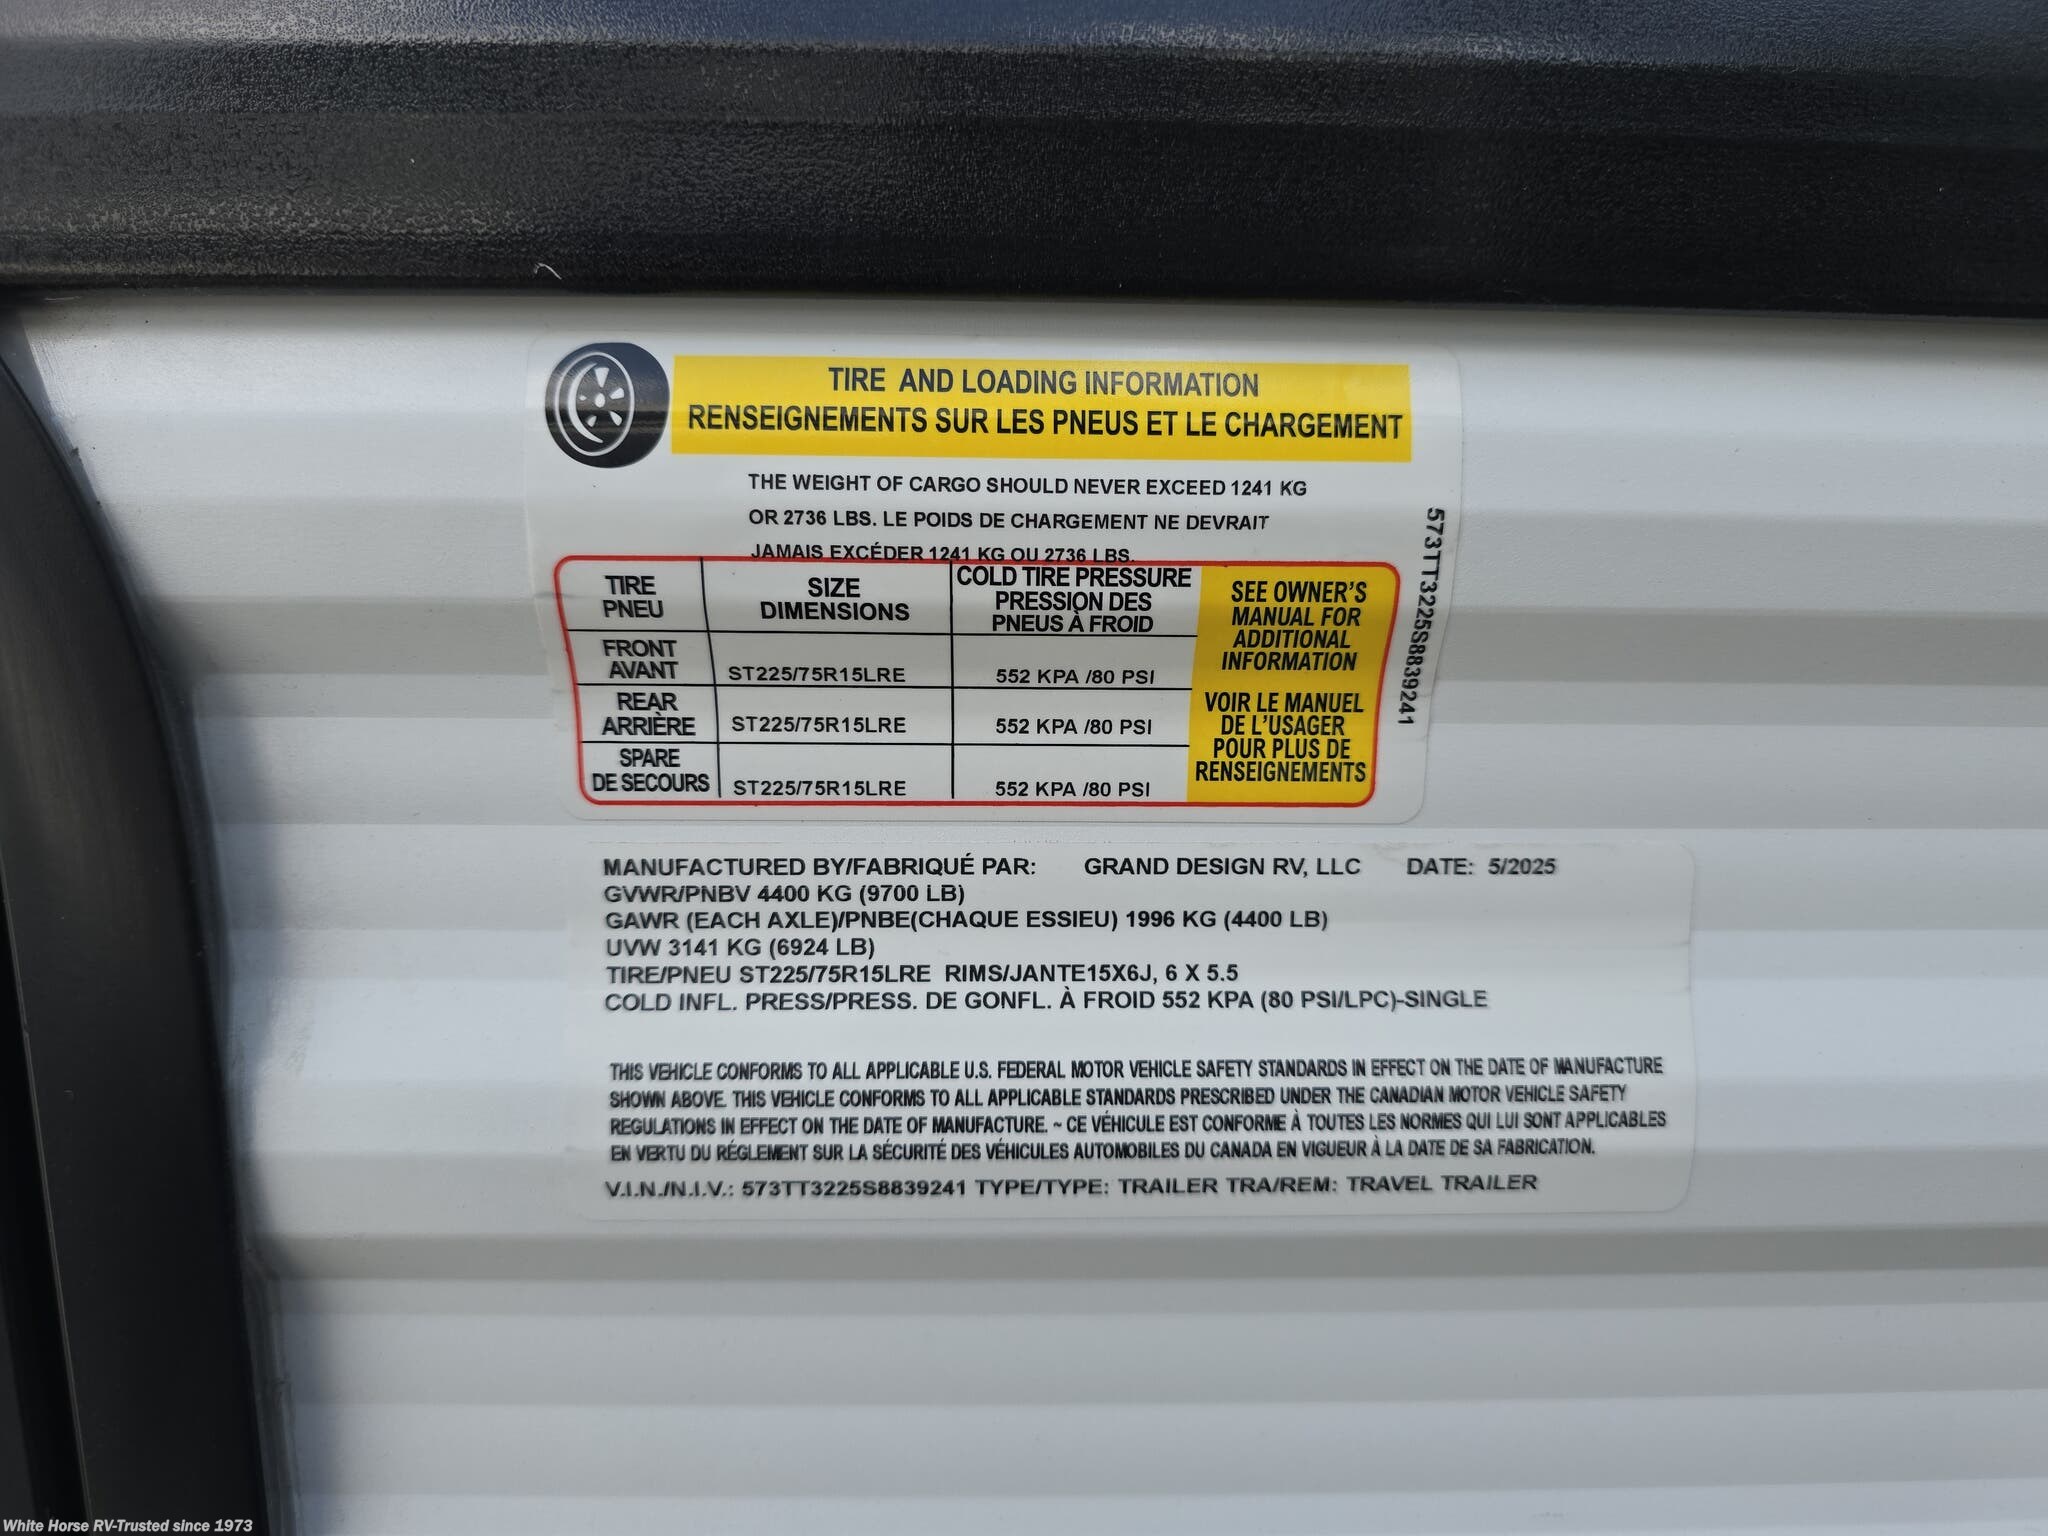 TIRE AND LOADING INFORMATION
RENSEIGNEMENTS SUR LES PNEUS ET LE CHARGEMENT
THE WEIGHT OF CARGO SHOULD NEVER EXCEED 1241 KG
OR 2736 LBS. LE POIDS DE CHARGEMENT NE DEVRAIT
JAMAIS EXCÉDER 1241 KG OU 2736 LBS.
TIRE
PNEU
SIZE
DIMENSIONS
COLD TIRE PRESSURE
PRESSION DES
PNEUS À FROID
FRONT
AVANT
ST225/75R15LRE
552 KPA /80 PSI
REAR
ARRIÈRE
ST225/75R15LRE
552 KPA /80 PSI
SPARE
DE SECOURS
ST225/75R15LRE
552 KPA /80 PSI
SEE OWNER'S
MANUAL FOR
ADDITIONAL
INFORMATION
VOIR LE MANUEL
DE L'USAGER
POUR PLUS DE
RENSEIGNEMENTS
573TT3225S8839241
MANUFACTURED BY/FABRIQUÉ PAR: GRAND DESIGN RV, LLC DATE: 5/2025
GVWR/PNBV 4400 KG (9700 LB)
GAWR (EACH AXLE)/PNBE(CHAQUE ESSIEU) 1996 KG (4400 LB)
UVW 3141 KG (6924 LB)
TIRE/PNEU ST225/75R15LRE RIMS/JANTE15X6J, 6 X 5.5
COLD INFL. PRESS/PRESS. DE GONFL. À FROID 552 KPA (80 PSI/LPC)-SINGLE
THIS VEHICLE CONFORMS TO ALL APPLICABLE U.S. FEDERAL MOTOR VEHICLE SAFETY STANDARDS IN EFFECT ON THE DATE OF MANUFACTURE
SHOWN ABOVE. THIS VEHICLE CONFORMS TO ALL APPLICABLE STANDARDS PRESCRIBED UNDER THE CANADIAN MOTOR VEHICLE SAFETY
REGULATIONS IN EFFECT ON THE DATE OF MANUFACTURE. ~ CE VÉHICULE EST CONFORME À TOUTES LES NORMES QUI LUI SONT APPLICABLES
EN VERTU DU RÉGLEMENT SUR LA SÉCURITÉ DES VÉHICULES AUTOMOBILES DU CANADA EN VIGUEUR À LA DATE DE SA FABRICATION.
V.I.N./N.I.V.: 573TT3225S8839241 TYPE/TYPE: TRAILER TRA/REM: TRAVEL TRAILER
White Horse RV-Trusted since 1973